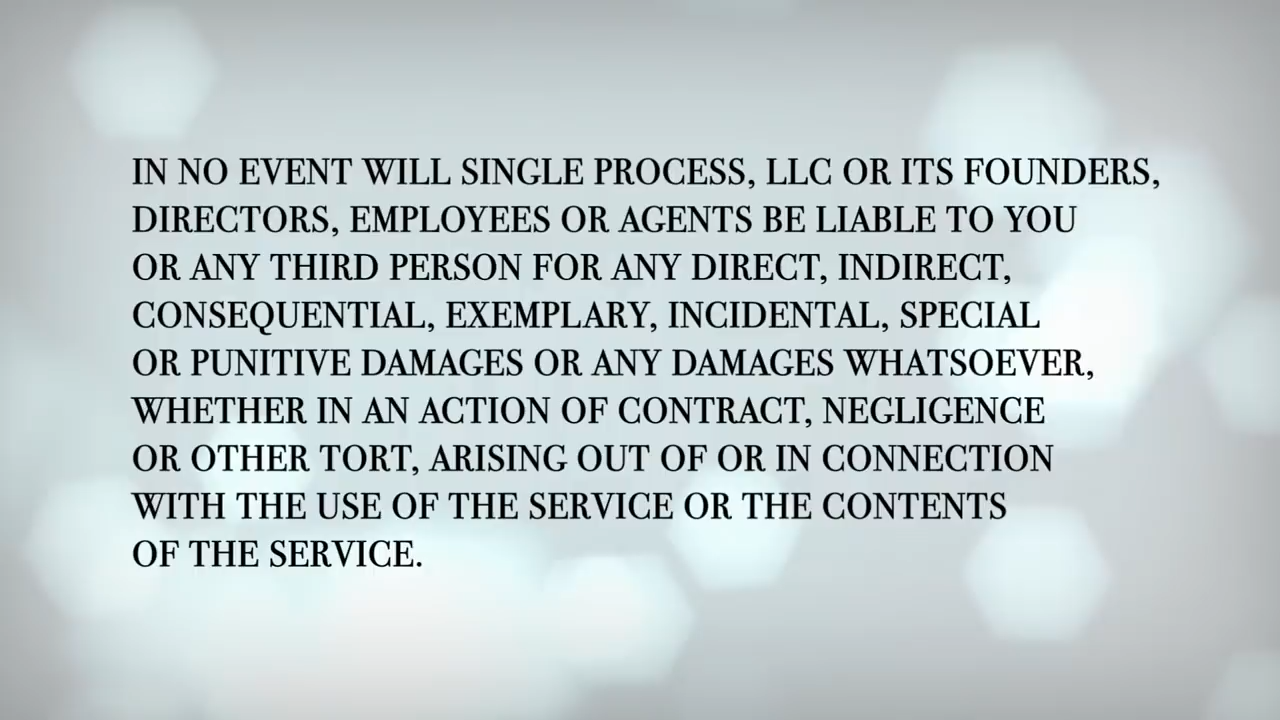 IN NO EVENT WILL SINGLE PROCESS, LLC OR ITS FOUNDERS,
DIRECTORS, EMPLOYEES OR AGENTS BE LIABLE TO YOU
OR ANY THIRD PERSON FOR ANY DIRECT, INDIRECT,
CONSEQUENTIAL, EXEMPLARY, INCIDENTAL, SPECIAL
OR PUNITIVE DAMAGES OR ANY DAMAGES WHATSOEVER,
WHETHER IN AN ACTION OF CONTRACT, NEGLIGENCE
OR OTHER TORT, ARISING OUT OF OR IN CONNECTION
WITH THE USE OF THE SERVICE OR THE CONTENTS
OF THE SERVICE.